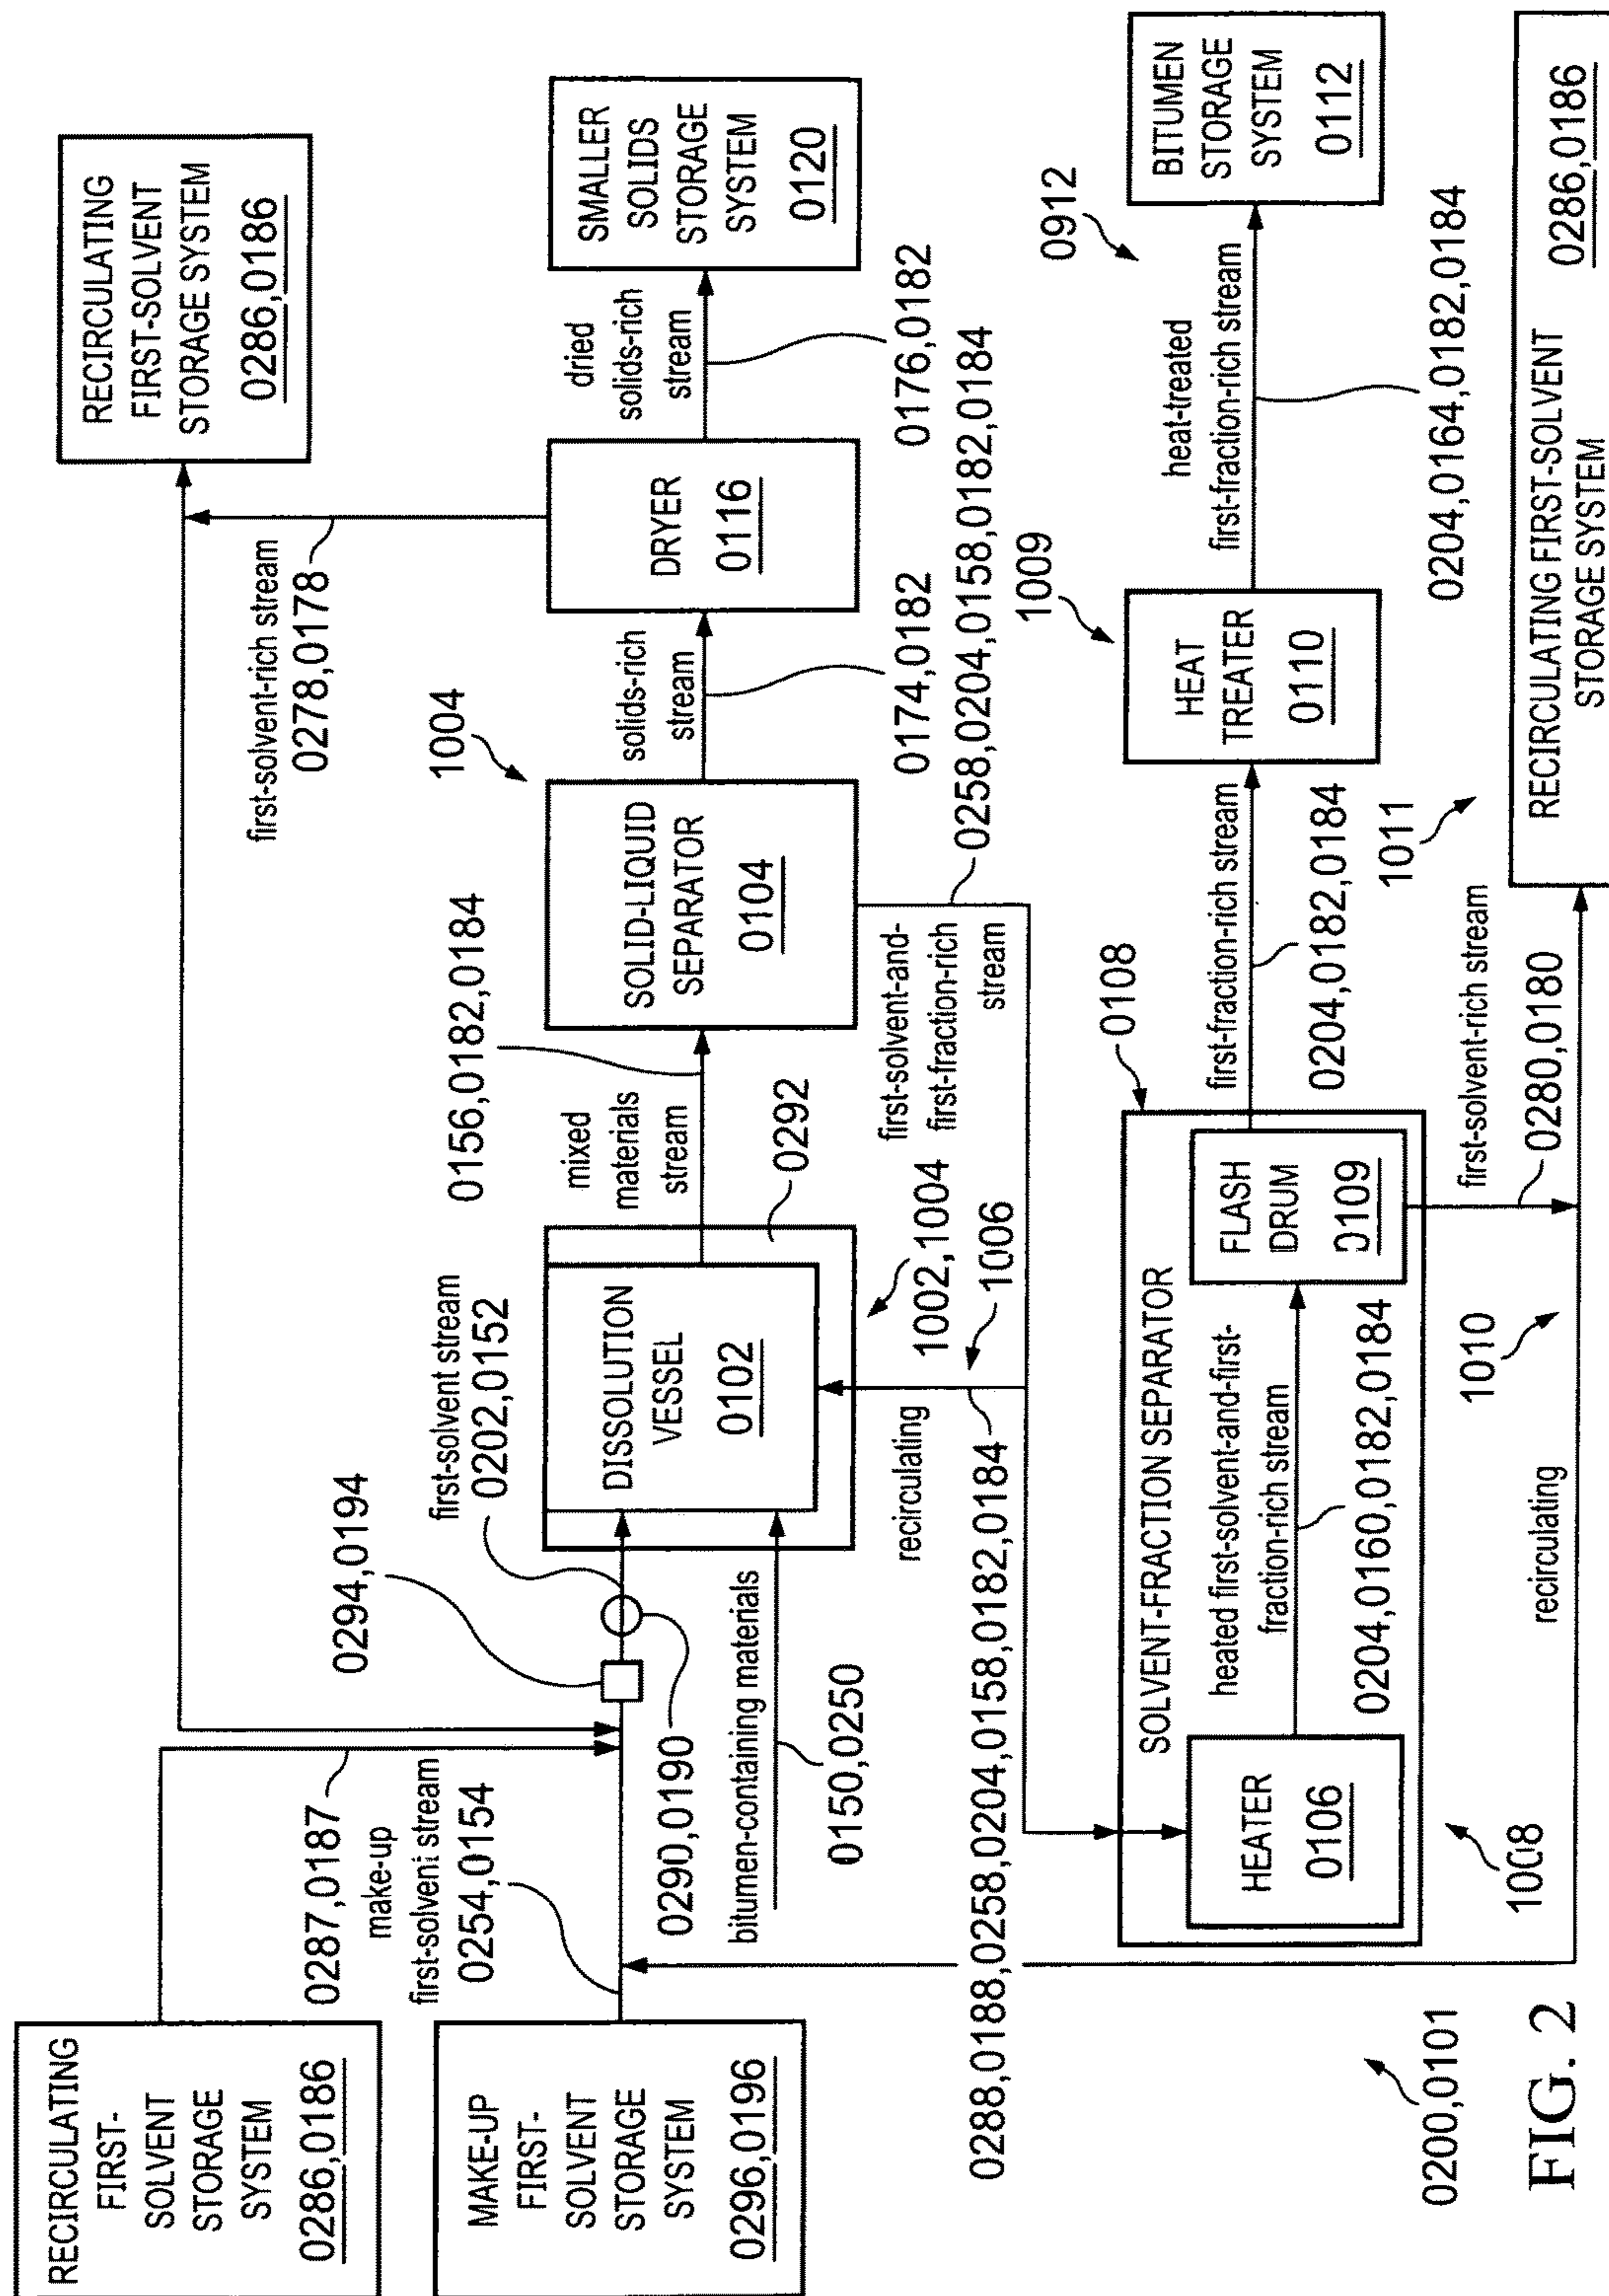 RECIRCULATING
FIRST-
SOLVENT
STORAGE
SYSTEM
0286,0186
MAKE-UP
FIRST-
SOLVENT
STORAGE
SYSTEM
0296,0196
0287,0187
make-up
first-solvent stream
0254,0154
0294,0194
first-solvent stream
0202,0152
0290,0190
bitumen-containing materials
0150,0250
DISSOLUTION
VESSEL
0102
0292
1002,1004
mixed
materials
stream
0156,0182,0184
SOLID-LIQUID
SEPARATOR
0104
1004
solids-rich
stream
0174,0182
DRYER
0116
first-solvent-rich stream
0278,0178
RECIRCULATING
FIRST-SOLVENT
STORAGE SYSTEM
0286,0186
dried
solids-rich
stream
0176,0182
SMALLER
SOLIDS
STORAGE
SYSTEM
0120
first-solvent-and-
first-fraction-rich
stream
0258,0204,0158,0182,0184
recirculating
1006
0288,0188,0258,0204,0158,0182,0184
SOLVENT-FRACTION SEPARATOR
0108
HEATER
0106
1008
heated first-solvent-and-first-
fraction-rich stream
0204,0160,0182,0184
FLASH
DRUM
0109
first-fraction-rich stream
0204,0182,0184
HEAT
TREATER
0110
1009
heat-treated
first-fraction-rich stream
0204,0164,0182,0184
0912
BITUMEN
STORAGE
SYSTEM
0112
first-solvent-rich stream
0280,0180
1010
recirculating
1011
RECIRCULATING FIRST-SOLVENT
STORAGE SYSTEM
0286,0186
0200,0101
FIG. 2